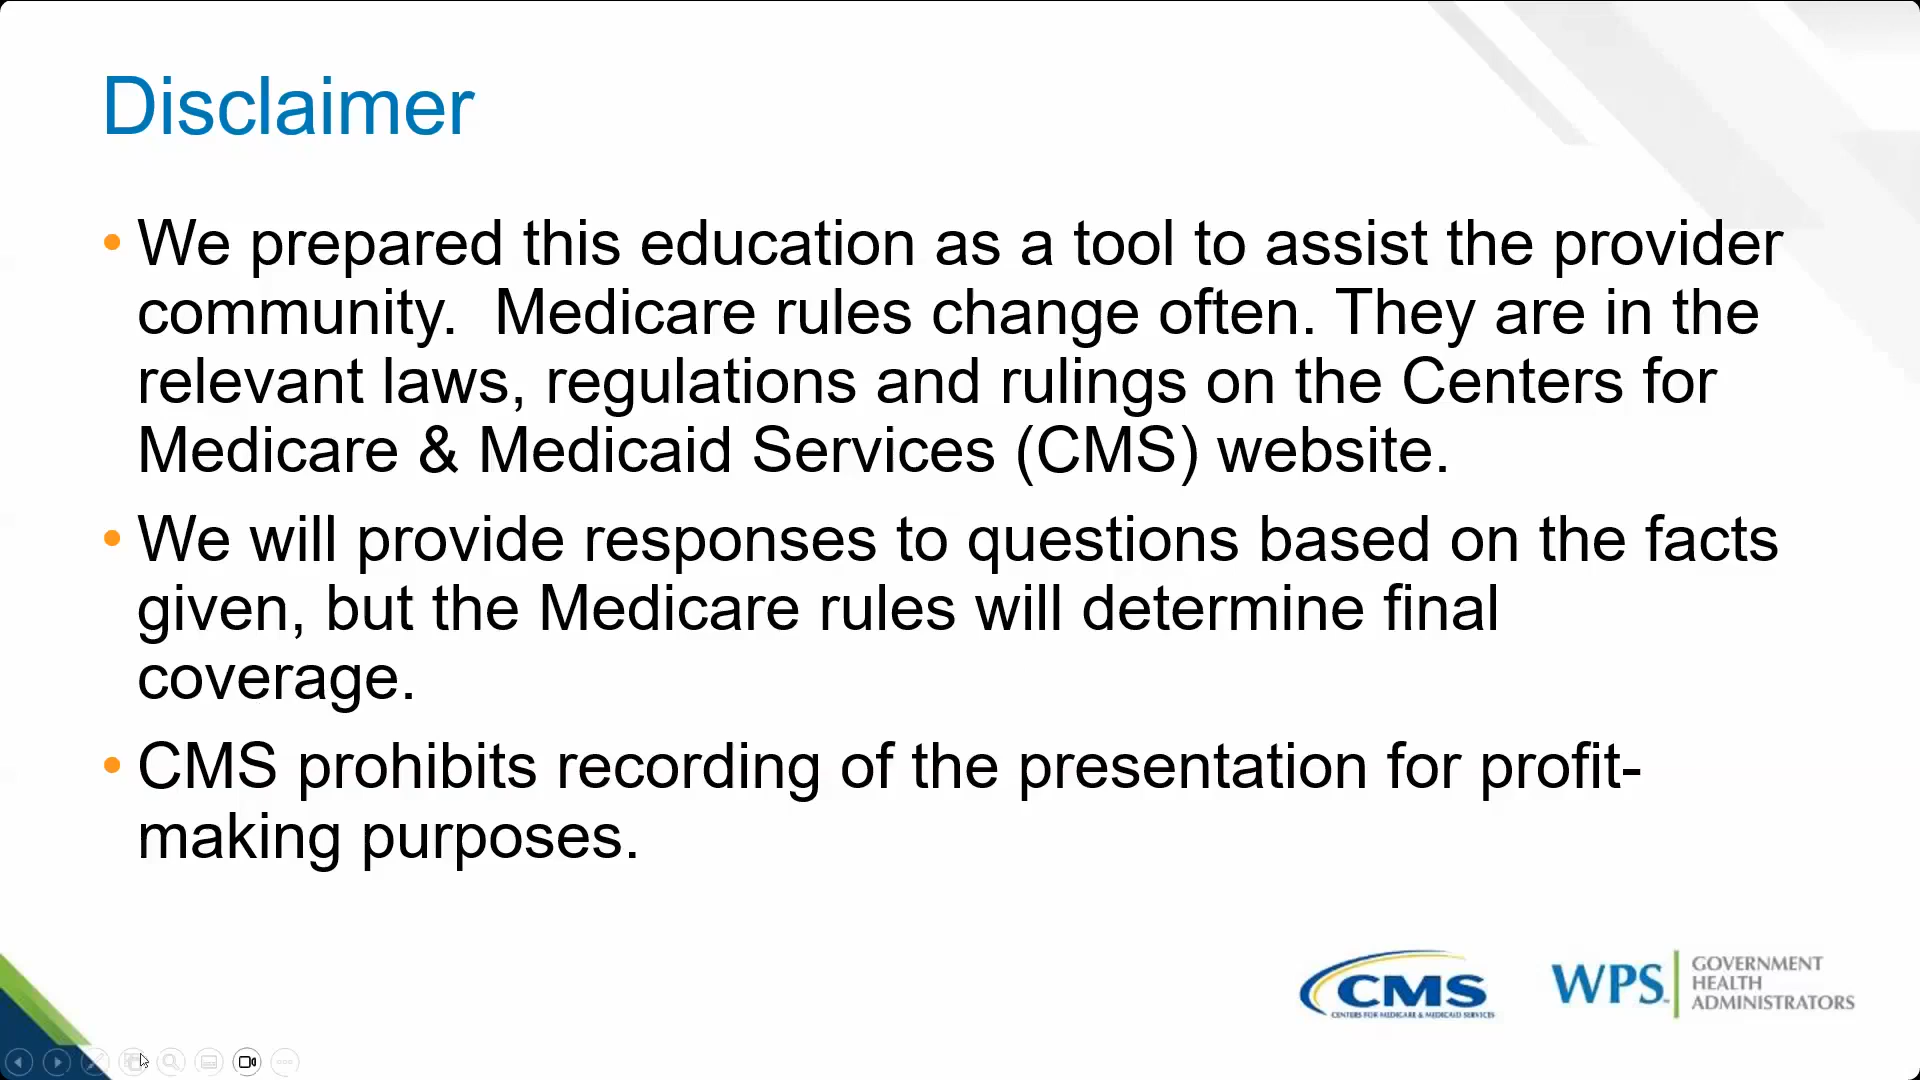 Disclaimer
• We prepared this education as a tool to assist the provider
community.  Medicare rules change often. They are in the
relevant laws, regulations and rulings on the Centers for
Medicare & Medicaid Services (CMS) website.
• We will provide responses to questions based on the facts
given, but the Medicare rules will determine final
coverage.
• CMS prohibits recording of the presentation for profit-
making purposes.
CMS
CENTERS FOR MEDICARE & MEDICAID SERVICES
WPS
GOVERNMENT
HEALTH
ADMINISTRATORS